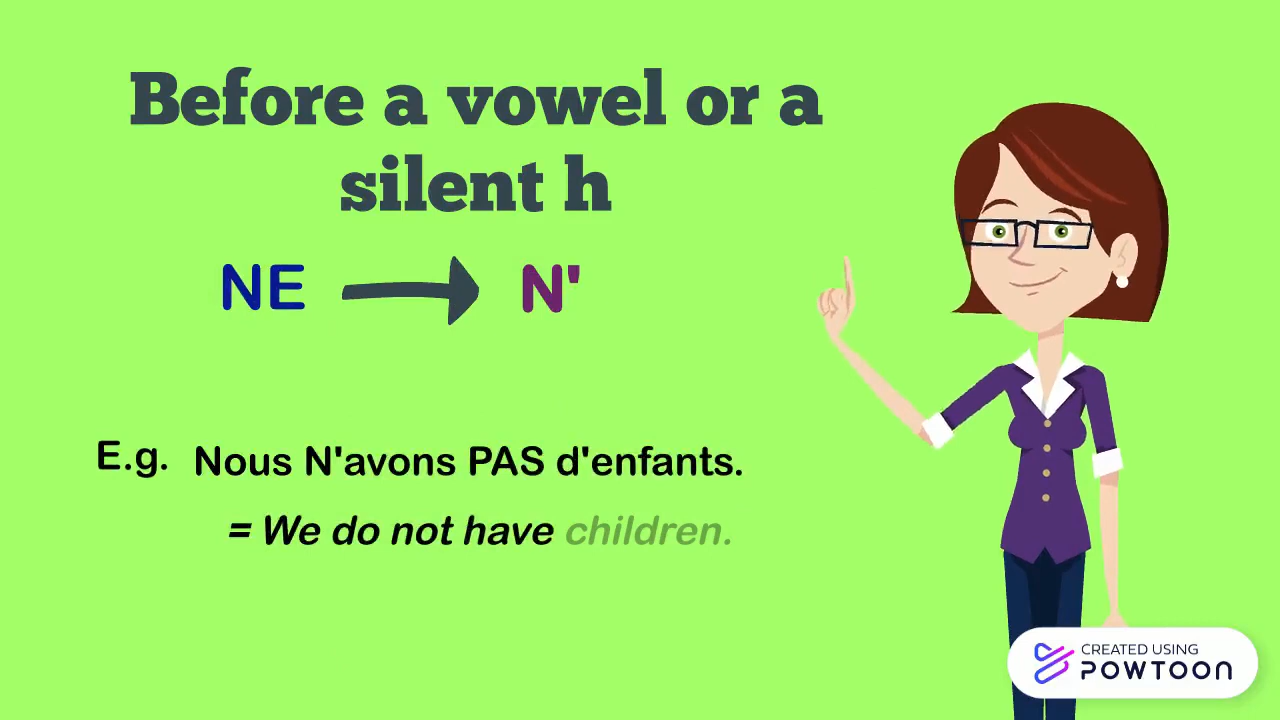 Before a vowel or a
silent h
NE N'
E.g. Nous N'avons PAS d'enfants.
= We do not have children.
CREATED USING
POWTOON